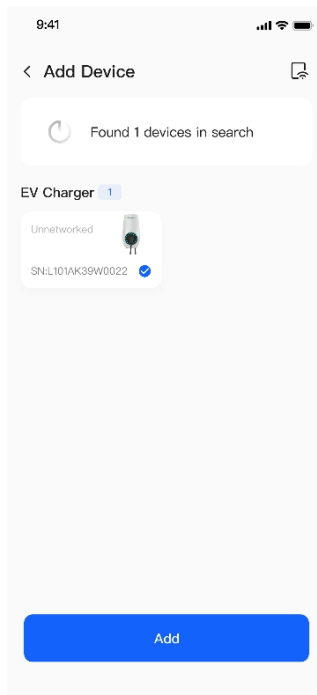 9:41
Add Device
Found 1 devices in search
EV Charger 1
Unnetworked
SN:L101AK39W0022
Add